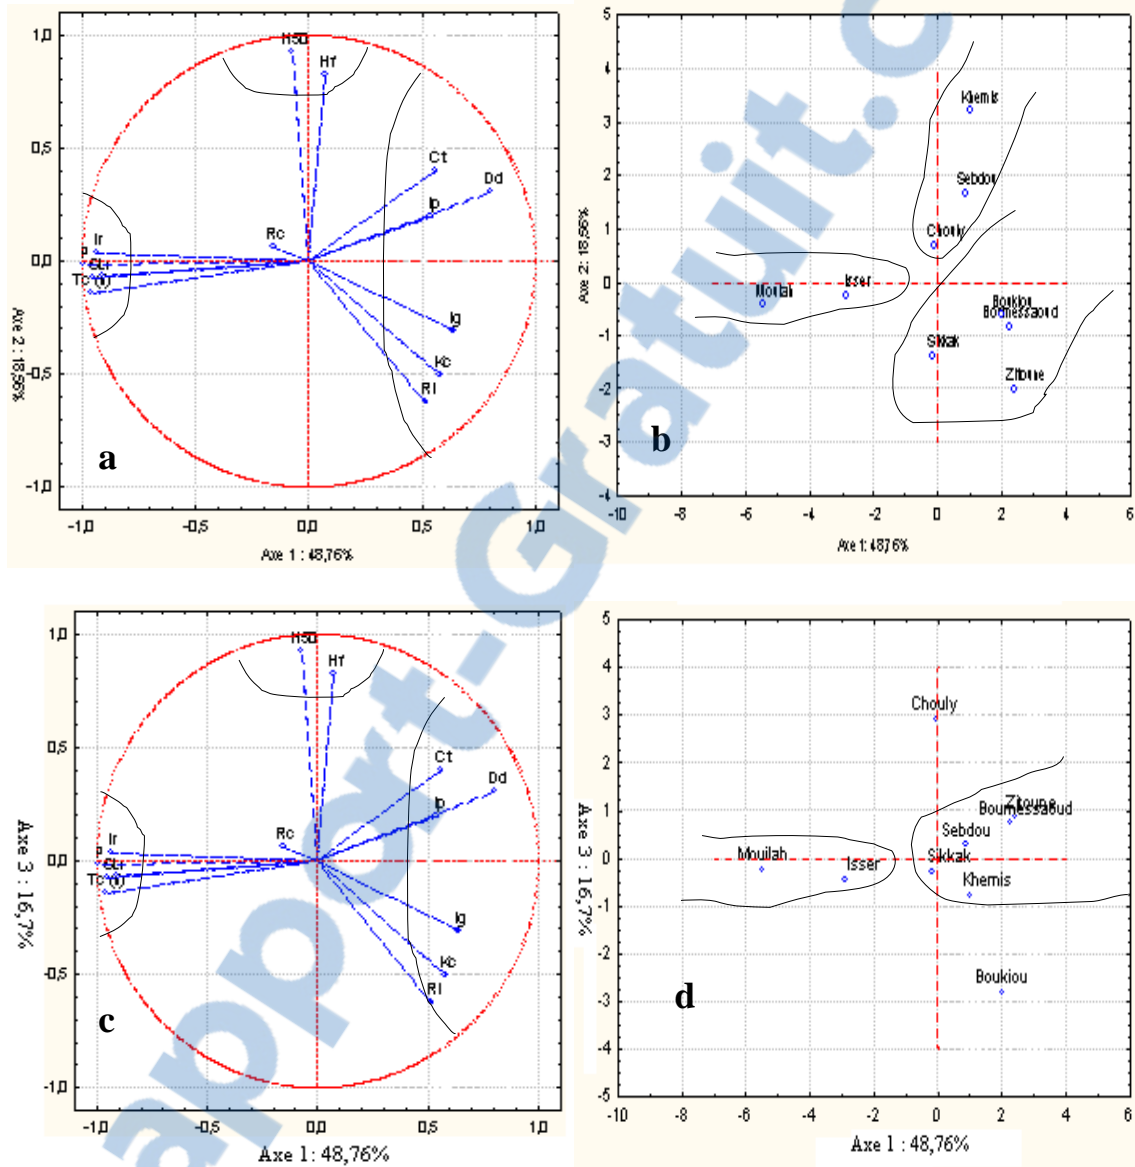 1,0
0,5
0,0
-0,5
-1,0
-1,0
-0,5
0,0
0,5
1,0
Axe 2 : 18,56%
Axe 1 : 48,76%
H50
Hf
Ct
Dd
Ip
Rc
Ir
P
Tc
Ig
Kc
Rl
a
5
4
3
2
1
0
-1
-2
-3
-4
-10
-8
-6
-4
-2
0
2
4
6
Axe 2: 18,56%
Axe 1: 48,76%
Khemis
Sebdou
Chouly
Isser
Mouilah
Boukiou
Boumessaoud
Sikkak
Zitoune
b
1,0
0,5
0,0
-0,5
-1,0
-1,0
-0,5
0,0
0,5
1,0
Axe 3 : 16,7%
Axe 1: 48,76%
H50
Hf
Ct
Dd
Ip
Rc
Ir
P
Tc
Ig
Kc
Rl
c
5
4
3
2
1
0
-1
-2
-3
-4
-5
-10
-8
-6
-4
-2
0
2
4
6
Axe 3 : 16,7%
Axe 1 : 48,76%
Chouly
Zitoune
Boumessaoud
Sebdou
Mouilah
Isser
Sikkak
Khemis
Boukiou
d